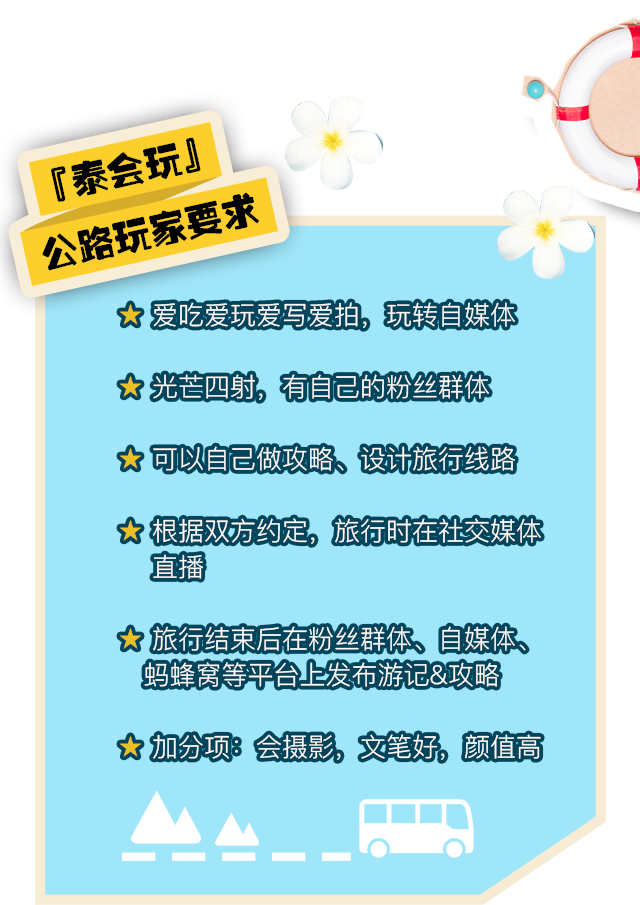 『泰会玩』
公路玩家要求
爱吃爱玩爱写爱拍，玩转自媒体
光芒四射，有自己的粉丝群体
可以自己做攻略、设计旅行线路
根据双方约定，旅行时在社交媒体
直播
旅行结束后在粉丝群体、自媒体、
蚂蜂窝等平台上发布游记&攻略
加分项：会摄影，文笔好，颜值高